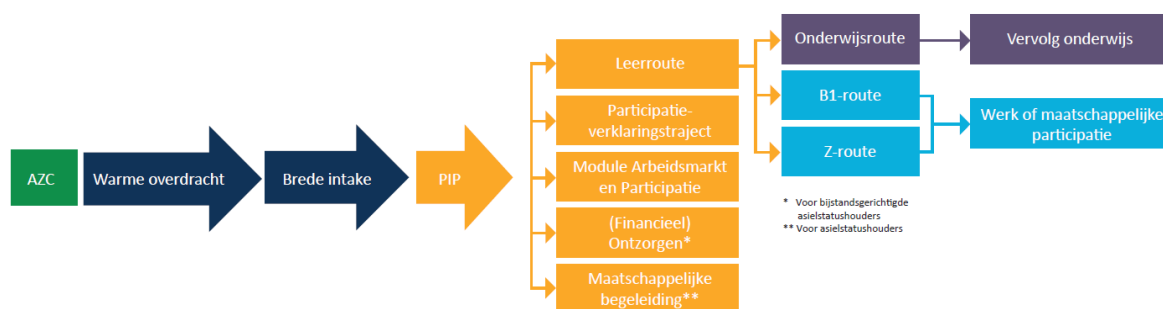 AZC
Warme overdracht
Brede intake
PIP
Leerroute
Participatie-
verklaringstraject
Module Arbeidsmarkt
en Participatie
(Financieel)
Ontzorgen*
Maatschappelijke
begeleiding**
Onderwijsroute
B1-route
Z-route
Vervolg onderwijs
Werk of maatschappelijke
participatie
* Voor bijstandsgerichtigde
asielstatushouders
** Voor asielstatushouders